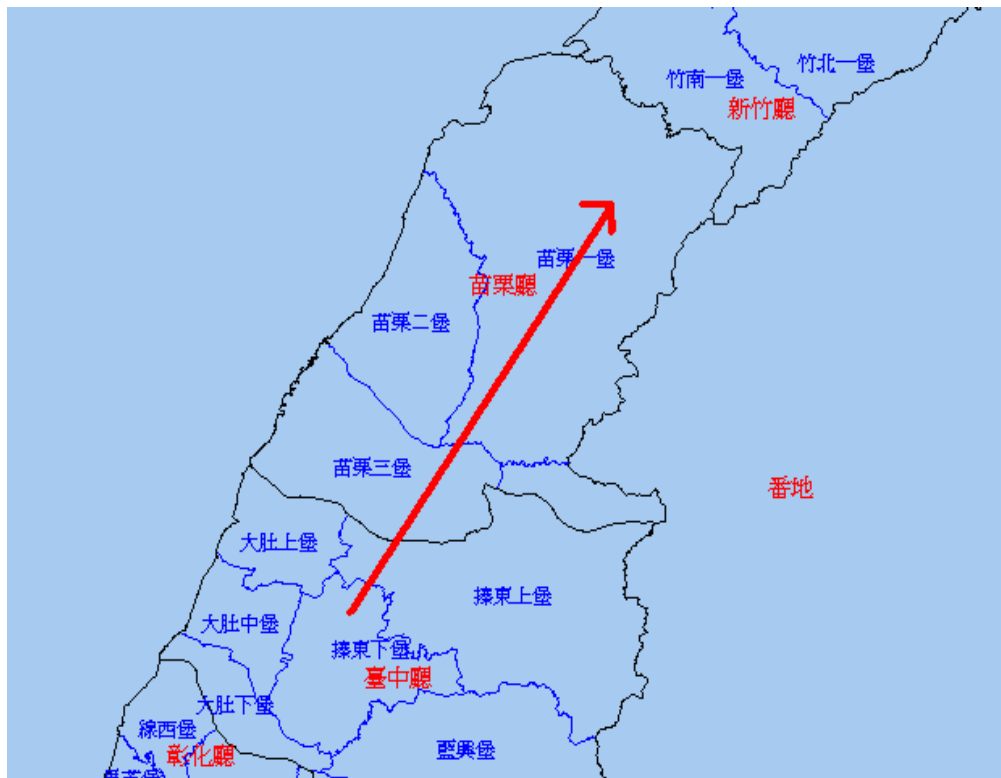 竹北一堡
竹南一堡
新竹廳
苗栗一堡
苗栗廳
苗栗二堡
苗栗三堡
番地
大肚上堡
揀東上堡
大肚中堡
揀東下堡
臺中廳
大肚下堡
線西堡
彰化廳
藍興堡